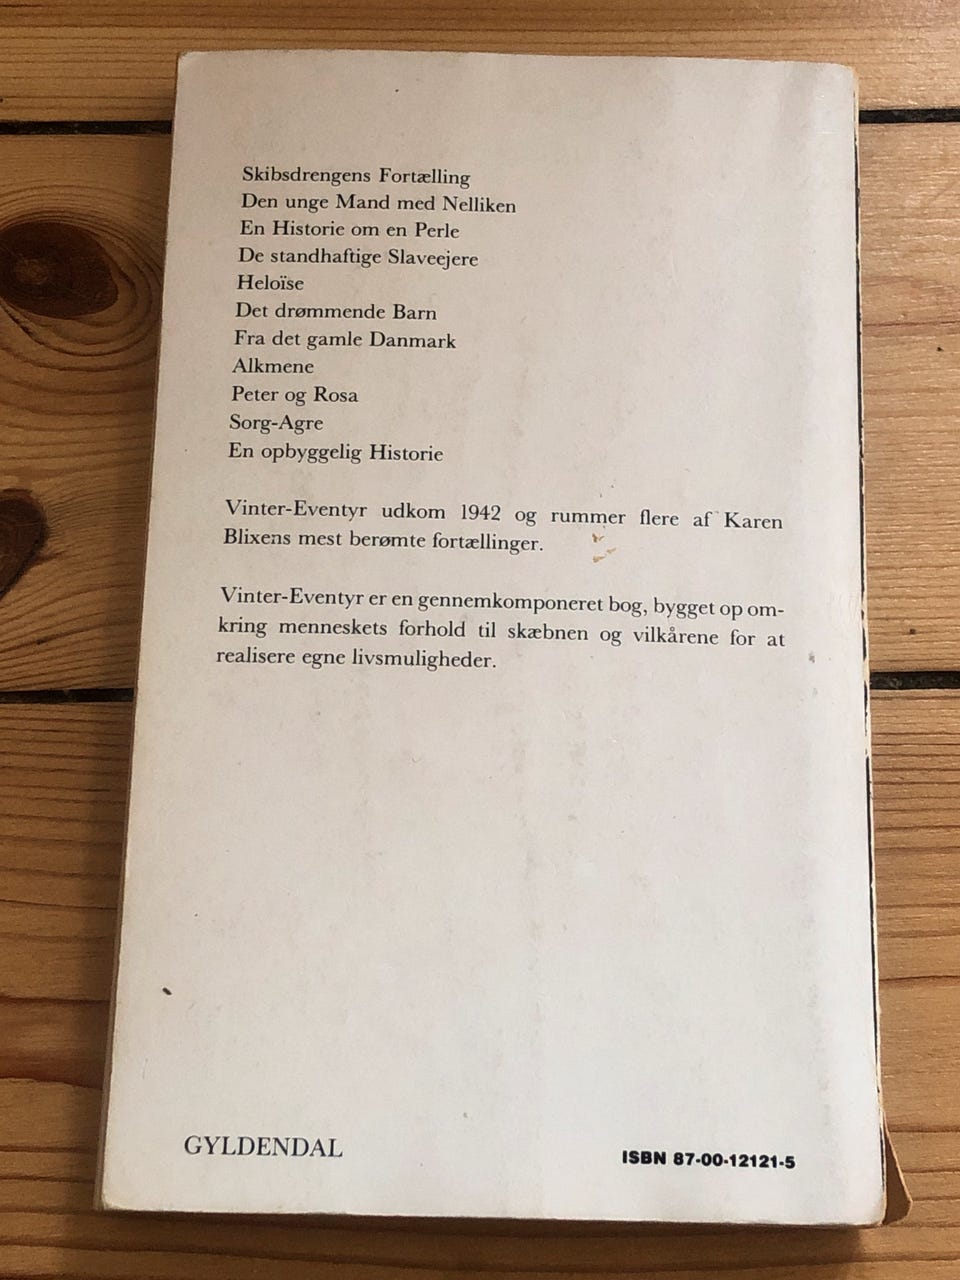 Skibsdrengens Fortælling
Den unge Mand med Nelliken
En Historie om en Perle
De standhaftige Slaveejere
Heloïse
Det drømmende Barn
Fra det gamle Danmark
Alkmene
Peter og Rosa
Sorg-Agre
En opbyggelig Historie
Vinter-Eventyr udkom 1942 og rummer flere af Karen
Blixens mest berømte fortællinger.
Vinter-Eventyr er en gennemkomponeret bog, bygget op om-
kring menneskets forhold til skæbnen og vilkårene for at
realisere egne livsmuligheder.
GYLDENDAL
ISBN 87-00-12121-5